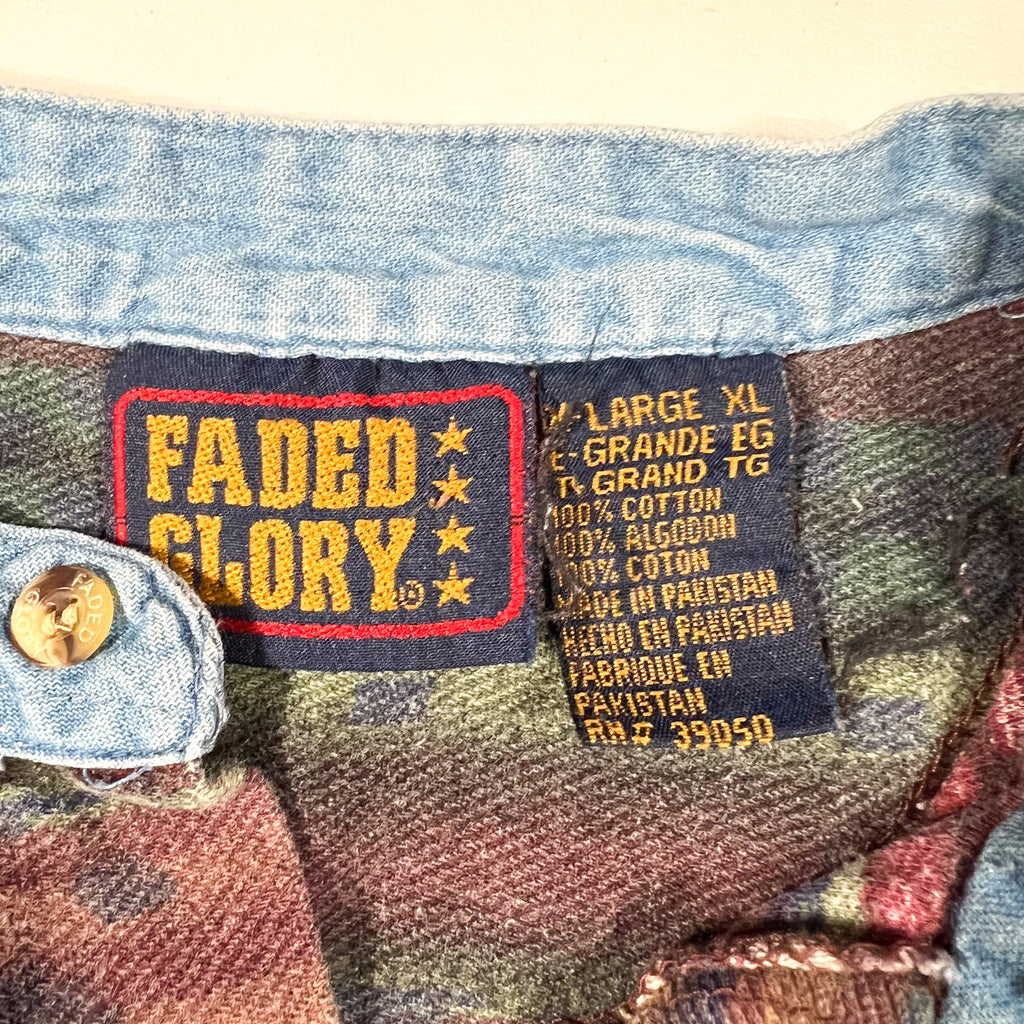 FADED
GLORY®
X-LARGE XL
E-GRANDE EG
T-GRAND TG
100% COTTON
100% ALGODON
100% COTON
MADE IN PAKISTAN
HECHO EN PAKISTAN
FABRIQUE EN
PAKISTAN
RN# 39050
FADED